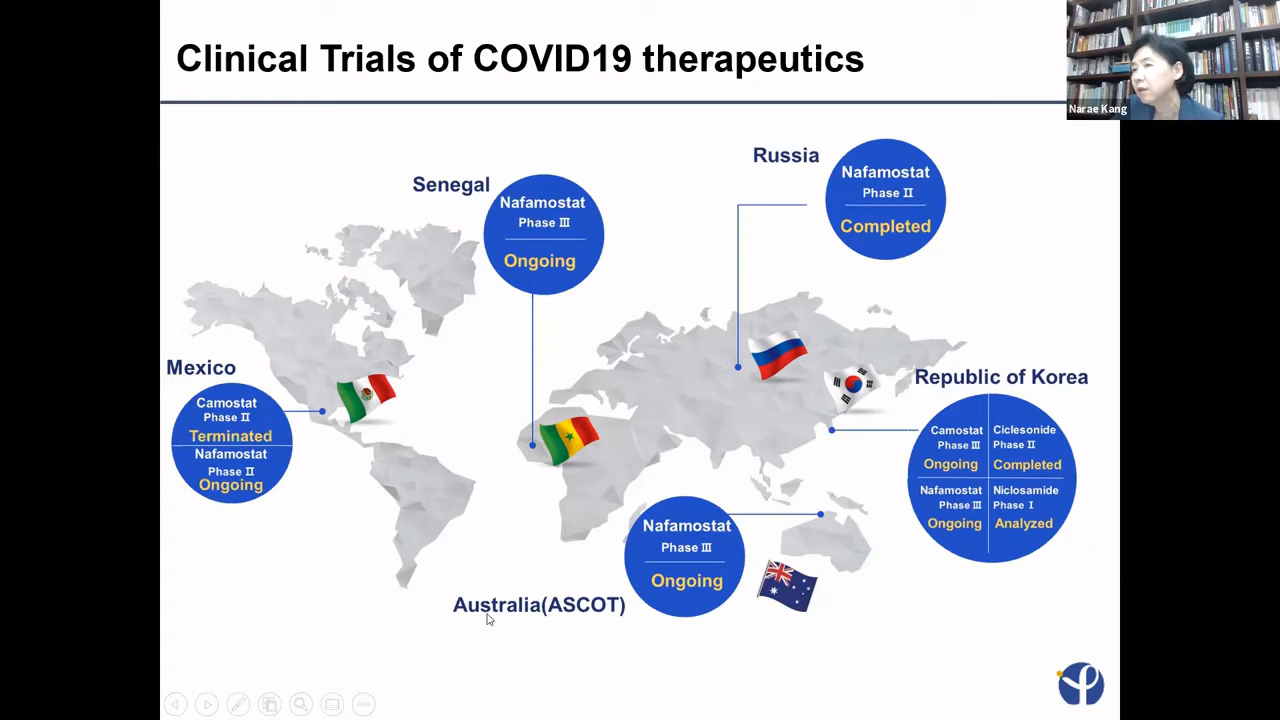 Clinical Trials of COVID19 therapeutics
Narae Kang
Russia
Nafamostat
Phase Ⅱ
Completed
Senegal
Nafamostat
Phase Ⅲ
Ongoing
Mexico
Camostat
Phase Ⅱ
Terminated
Nafamostat
Phase Ⅱ
Ongoing
Republic of Korea
Camostat
Phase Ⅲ
Ongoing
Ciclesonide
Phase Ⅱ
Completed
Nafamostat
Phase Ⅲ
Ongoing
Niclosamide
Phase Ⅰ
Analyzed
Nafamostat
Phase Ⅲ
Ongoing
Australia(ASCOT)